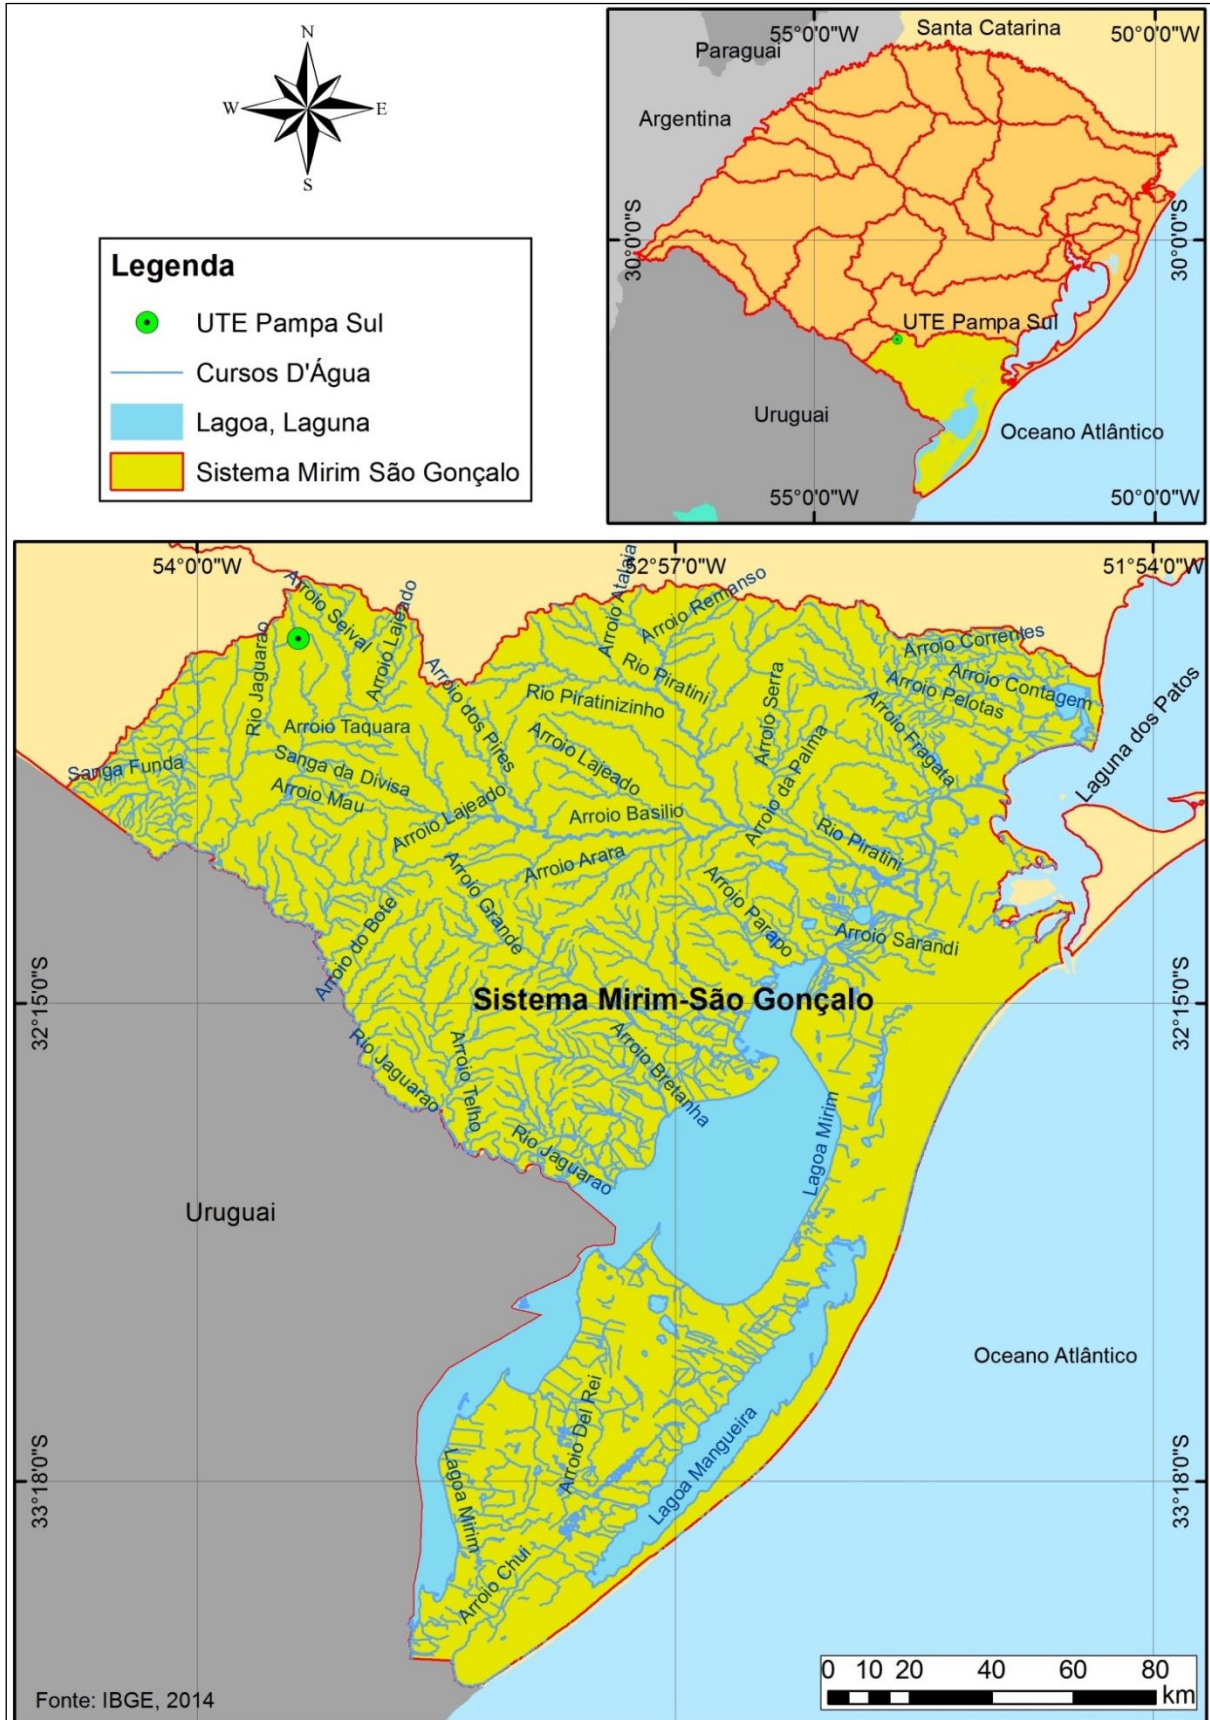 N
W
E
S
Legenda
UTE Pampa Sul
Cursos D'Água
Lagoa, Laguna
Sistema Mirim São Gonçalo
55°0'0"W
Santa Catarina
50°0'0"W
Paraguai
Argentina
30°0'0"S
30°0'0"S
UTE Pampa Sul
Uruguai
Oceano Atlântico
55°0'0"W
50°0'0"W
54°0'0"W
52°57'0"W
51°54'0"W
Arroio Seival
Arroio Lajeado
Arroio Atalaia
Arroio Remanso
Arroio Correntes
Rio Jaguarao
Arroio dos Pires
Rio Piratini
Arroio Serra
Arroio Contagem
Arroio Pelotas
Rio Piratinizinho
Laguna dos Patos
Arroio Taquara
Arroio Fragata
Arroio Lajeado
Arroio da Palma
Sanga Funda
Sanga da Divisa
Arroio Mau
Arroio Lajeado
Arroio Basilio
Rio Piratini
Arroio Arara
Arroio Grande
Arroio Parapo
Arroio do Bote
Arroio Sarandi
32°15'0"S
Sistema Mirim-São Gonçalo
32°15'0"S
Rio Jaguarao
Arroio Telho
Arroio Bretanha
Lagoa Mirim
Rio Jaguarao
Uruguai
Oceano Atlântico
Arroio Del Rei
Lagoa Mangueira
33°18'0"S
Lagoa Mirim
33°18'0"S
Arroio Chui
0 10 20 40 60 80
km
Fonte: IBGE, 2014